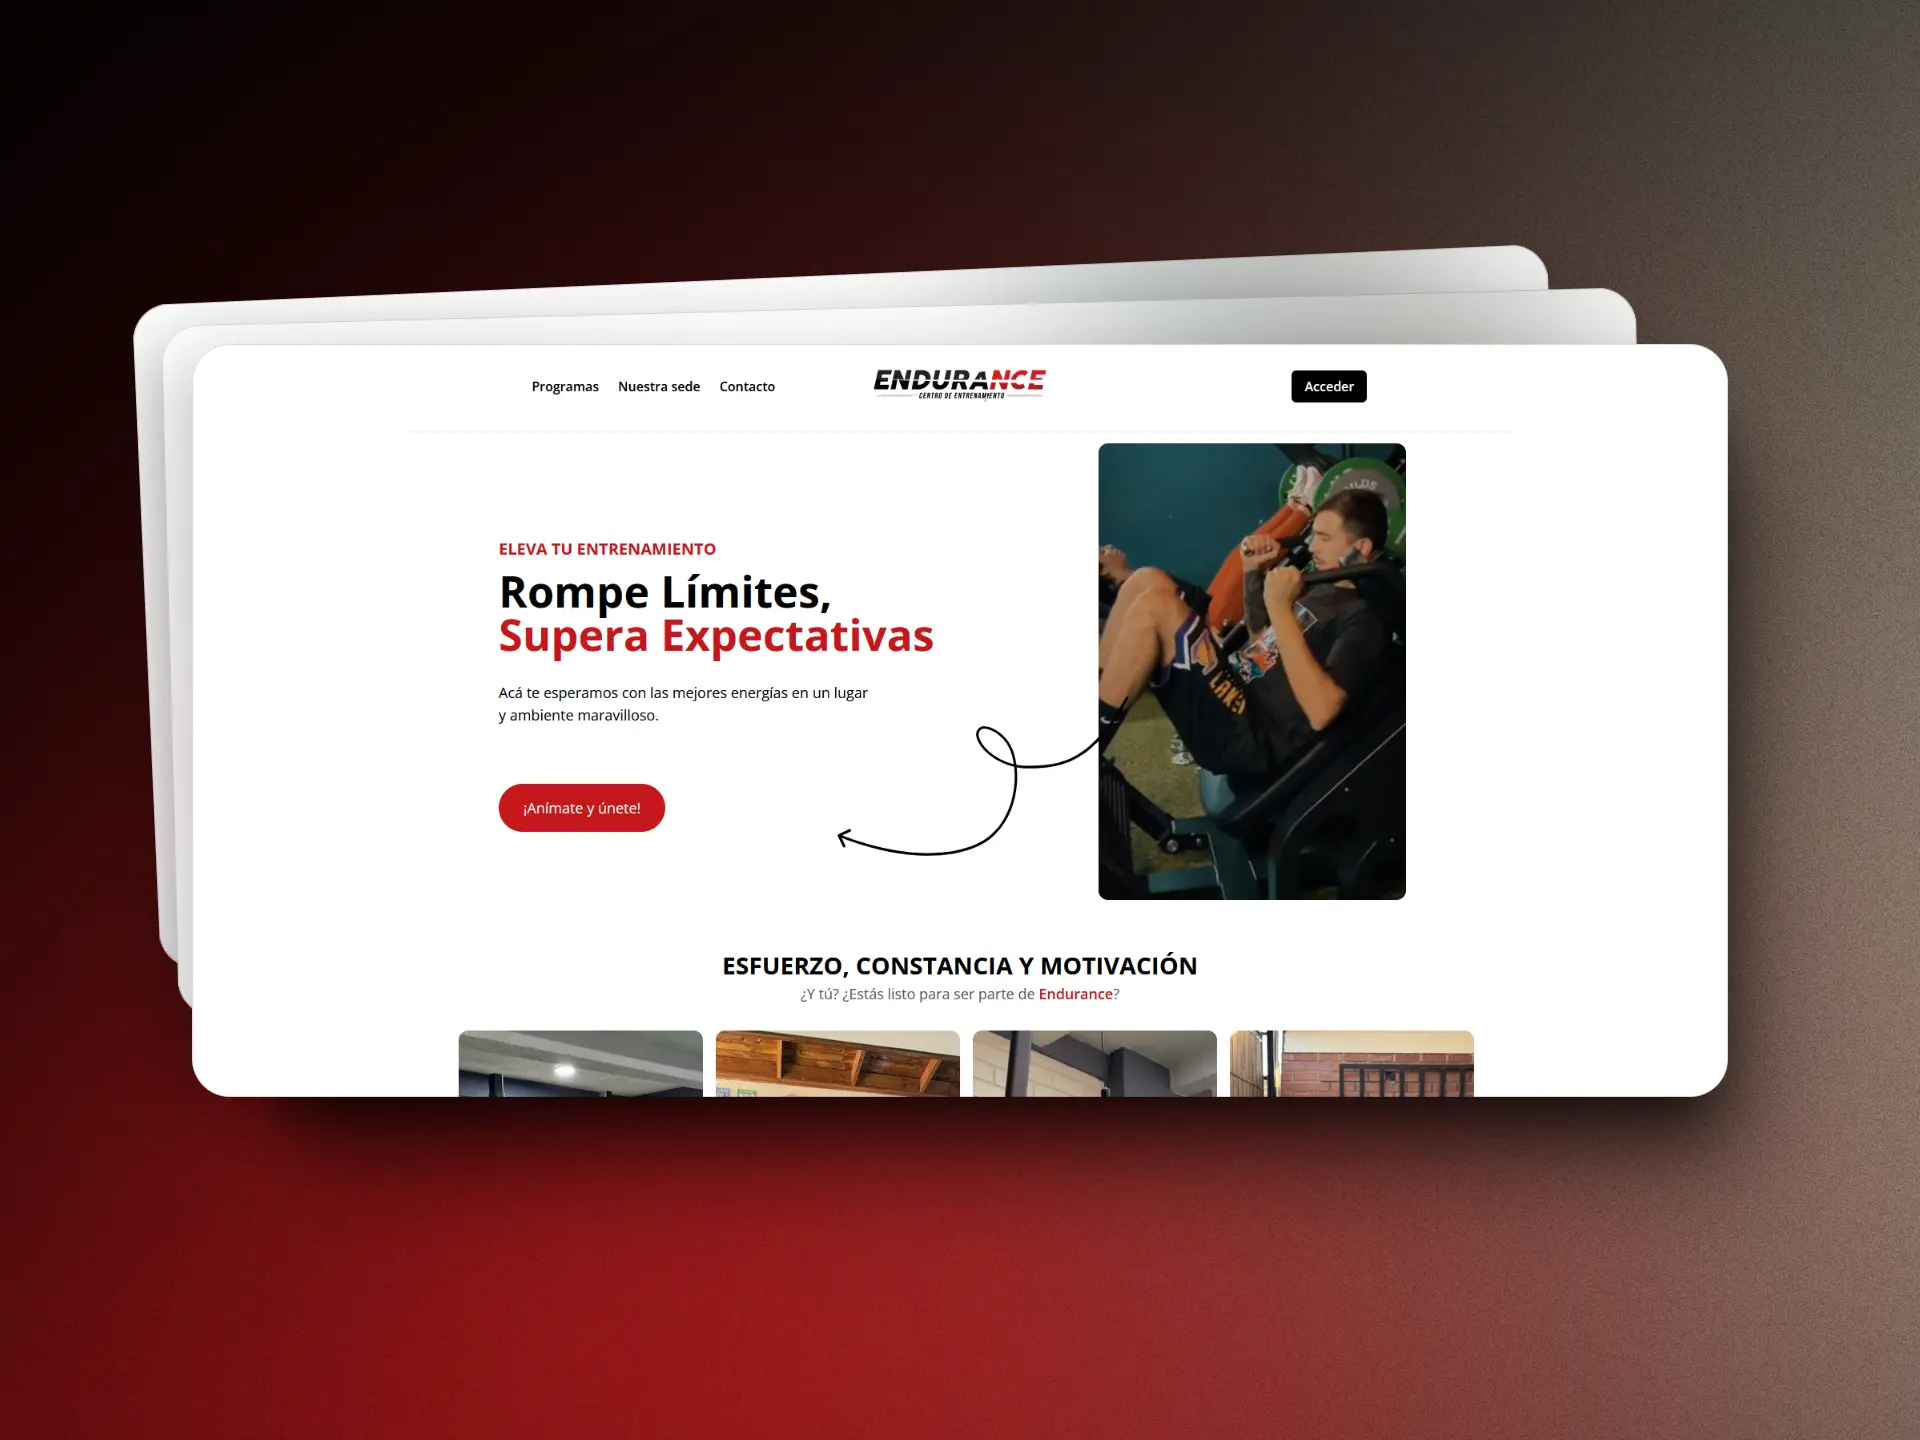 Programas Nuestra sede Contacto
ENDURANCE
CENTRO DE ENTRENAMIENTO
Acceder
ELEVA TU ENTRENAMIENTO
Rompe Límites,
Supera Expectativas
Acá te esperamos con las mejores energías en un lugar
y ambiente maravilloso.
¡Anímate y únete!
ESFUERZO, CONSTANCIA Y MOTIVACIÓN
¿Y tú? ¿Estás listo para ser parte de Endurance?